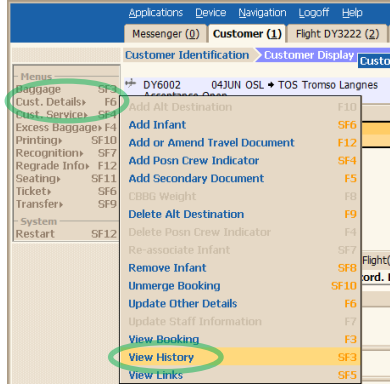 Applications Device Navigation Logoff Help
Messenger (0) Customer (1) Flight DY3222 (2)
Customer Identification Customer Display Custo
Menus
Baggage SF3
Cust. Details F6
Cust. Service SF4
Excess Baggage F4
Printing SF10
Recognition SF7
Regrade Info F12
Seating SF11
Ticket SF6
Transfer SF9
System
Restart SF12
DY6002 04JUN OSL → TOS Tromso Langnes
Acceptance Open
Add Alt Destination F10
Add Infant SF6
Add or Amend Travel Document F12
Add Posn Crew Indicator SF4
Add Secondary Document F5
CBBG Weight F8
Delete Alt Destination F9
Delete Posn Crew Indicator F4
Re-associate Infant SF7
Remove Infant SF8
Unmerge Booking SF10
Update Other Details F6
Update Staff Information F7
View Booking F3
View History SF3
View Links SF5
Flight(
ord. I